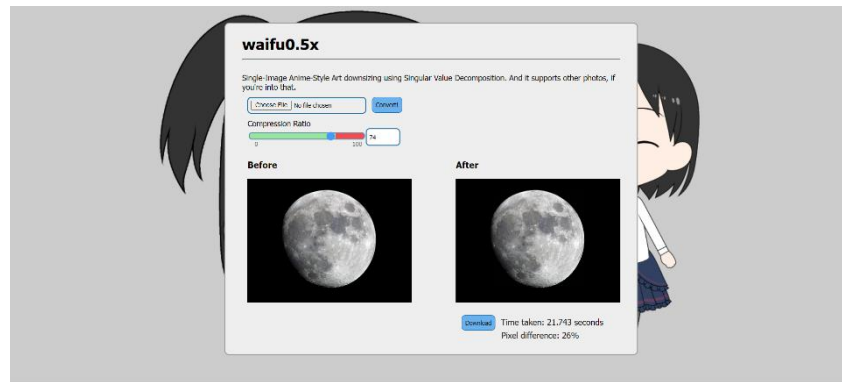 waifu0.5x
Single-Image Anime-Style Art downsizing using Singular Value Decomposition. And it supports other photos, if
you're into that.
Choose File No file chosen Convert!
Compression Ratio
74
0 100
Before After
Download Time taken: 21.743 seconds
Pixel difference: 26%